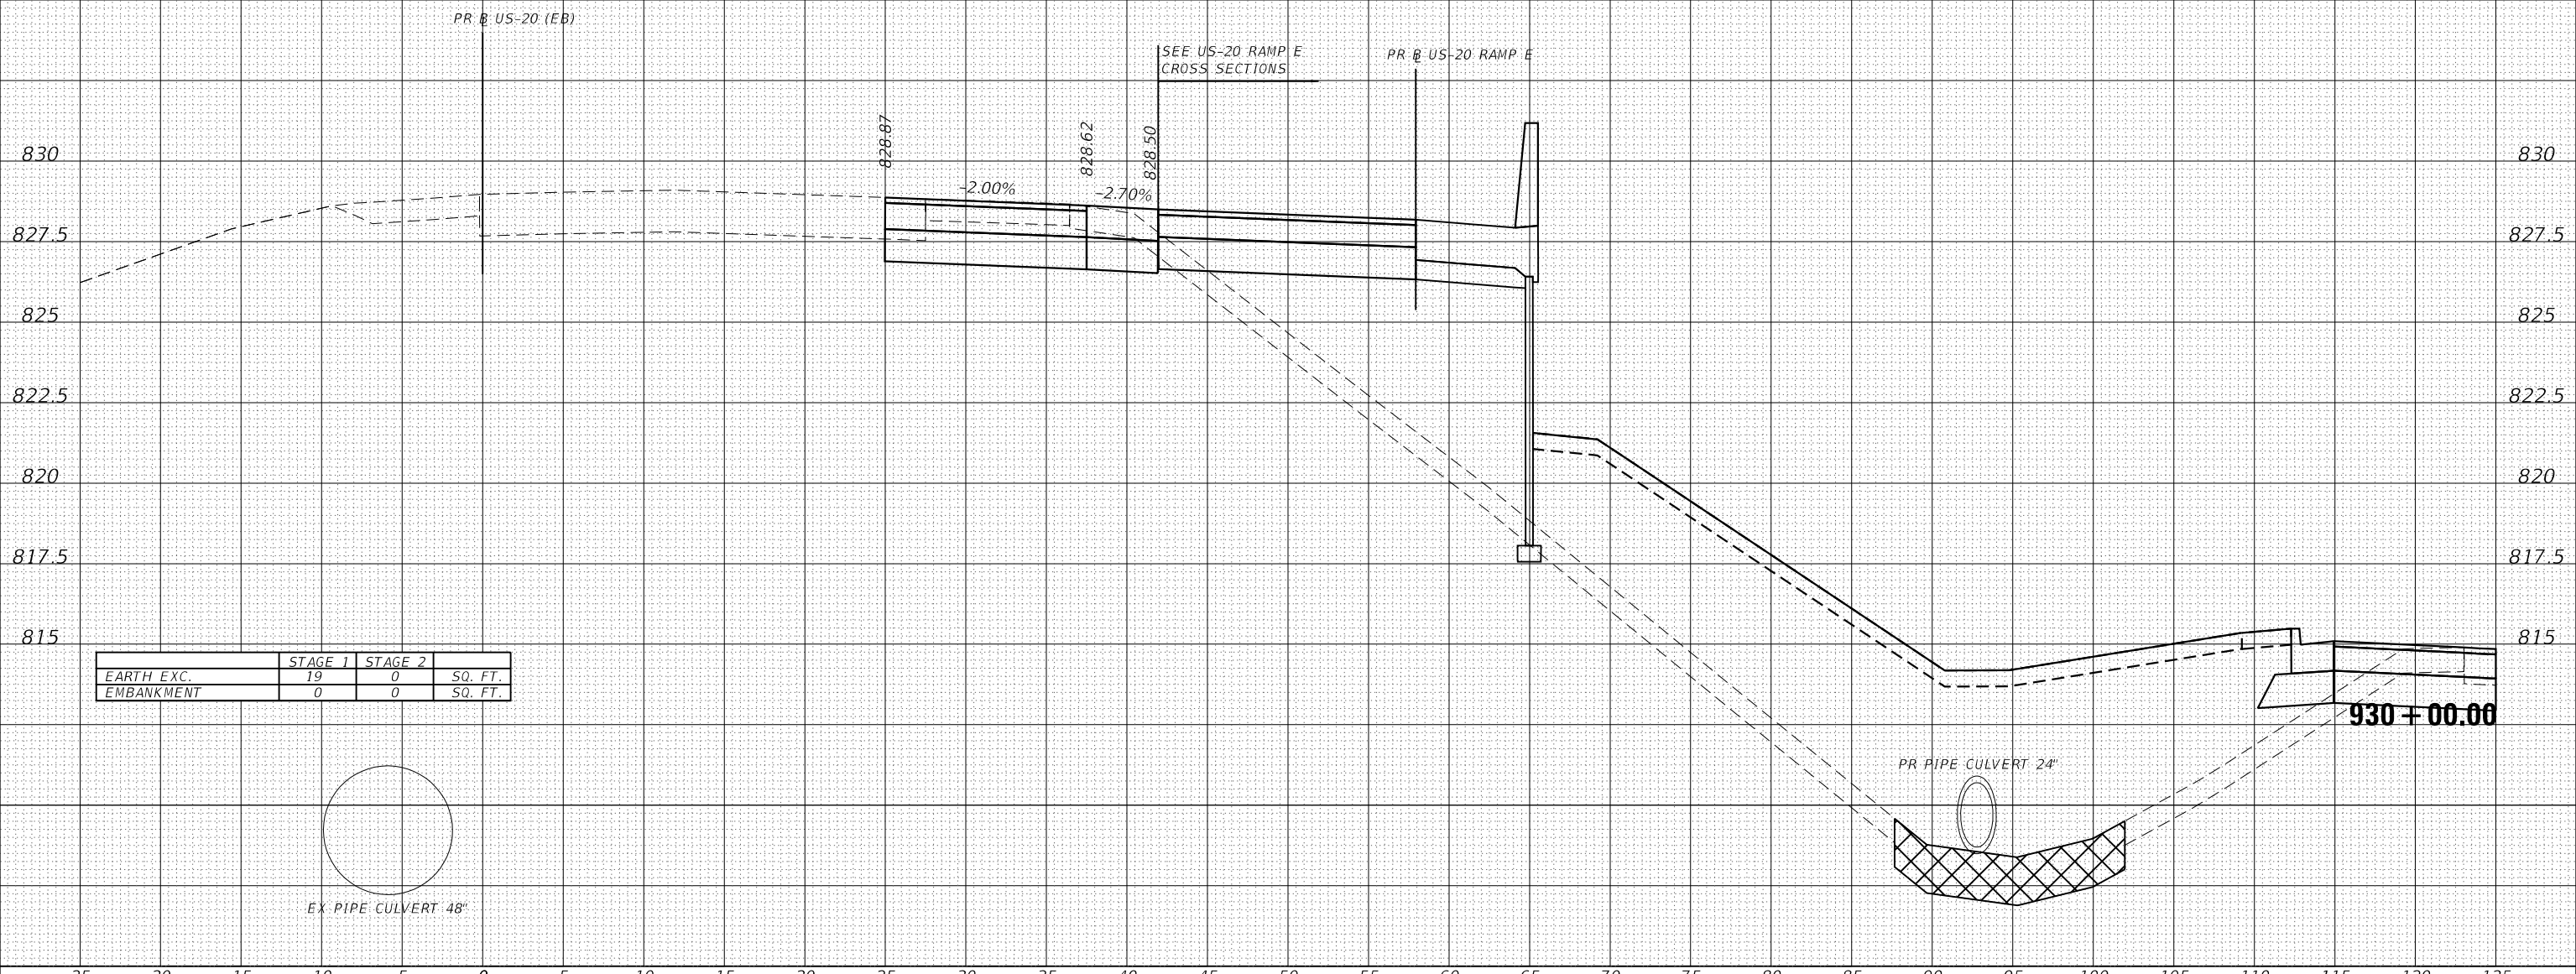 PR ℄ US-20 (EB)
SEE US-20 RAMP E
CROSS SECTIONS
PR ℄ US-20 RAMP E
828.87
828.62
828.50
830
830
-2.00%
-2.70%
827.5
827.5
825
825
822.5
822.5
820
820
817.5
817.5
815
815
STAGE 1 STAGE 2
EARTH EXC. 19 0 SQ. FT.
EMBANKMENT 0 0 SQ. FT.
930+00.00
PR PIPE CULVERT 24"
EX PIPE CULVERT 48"